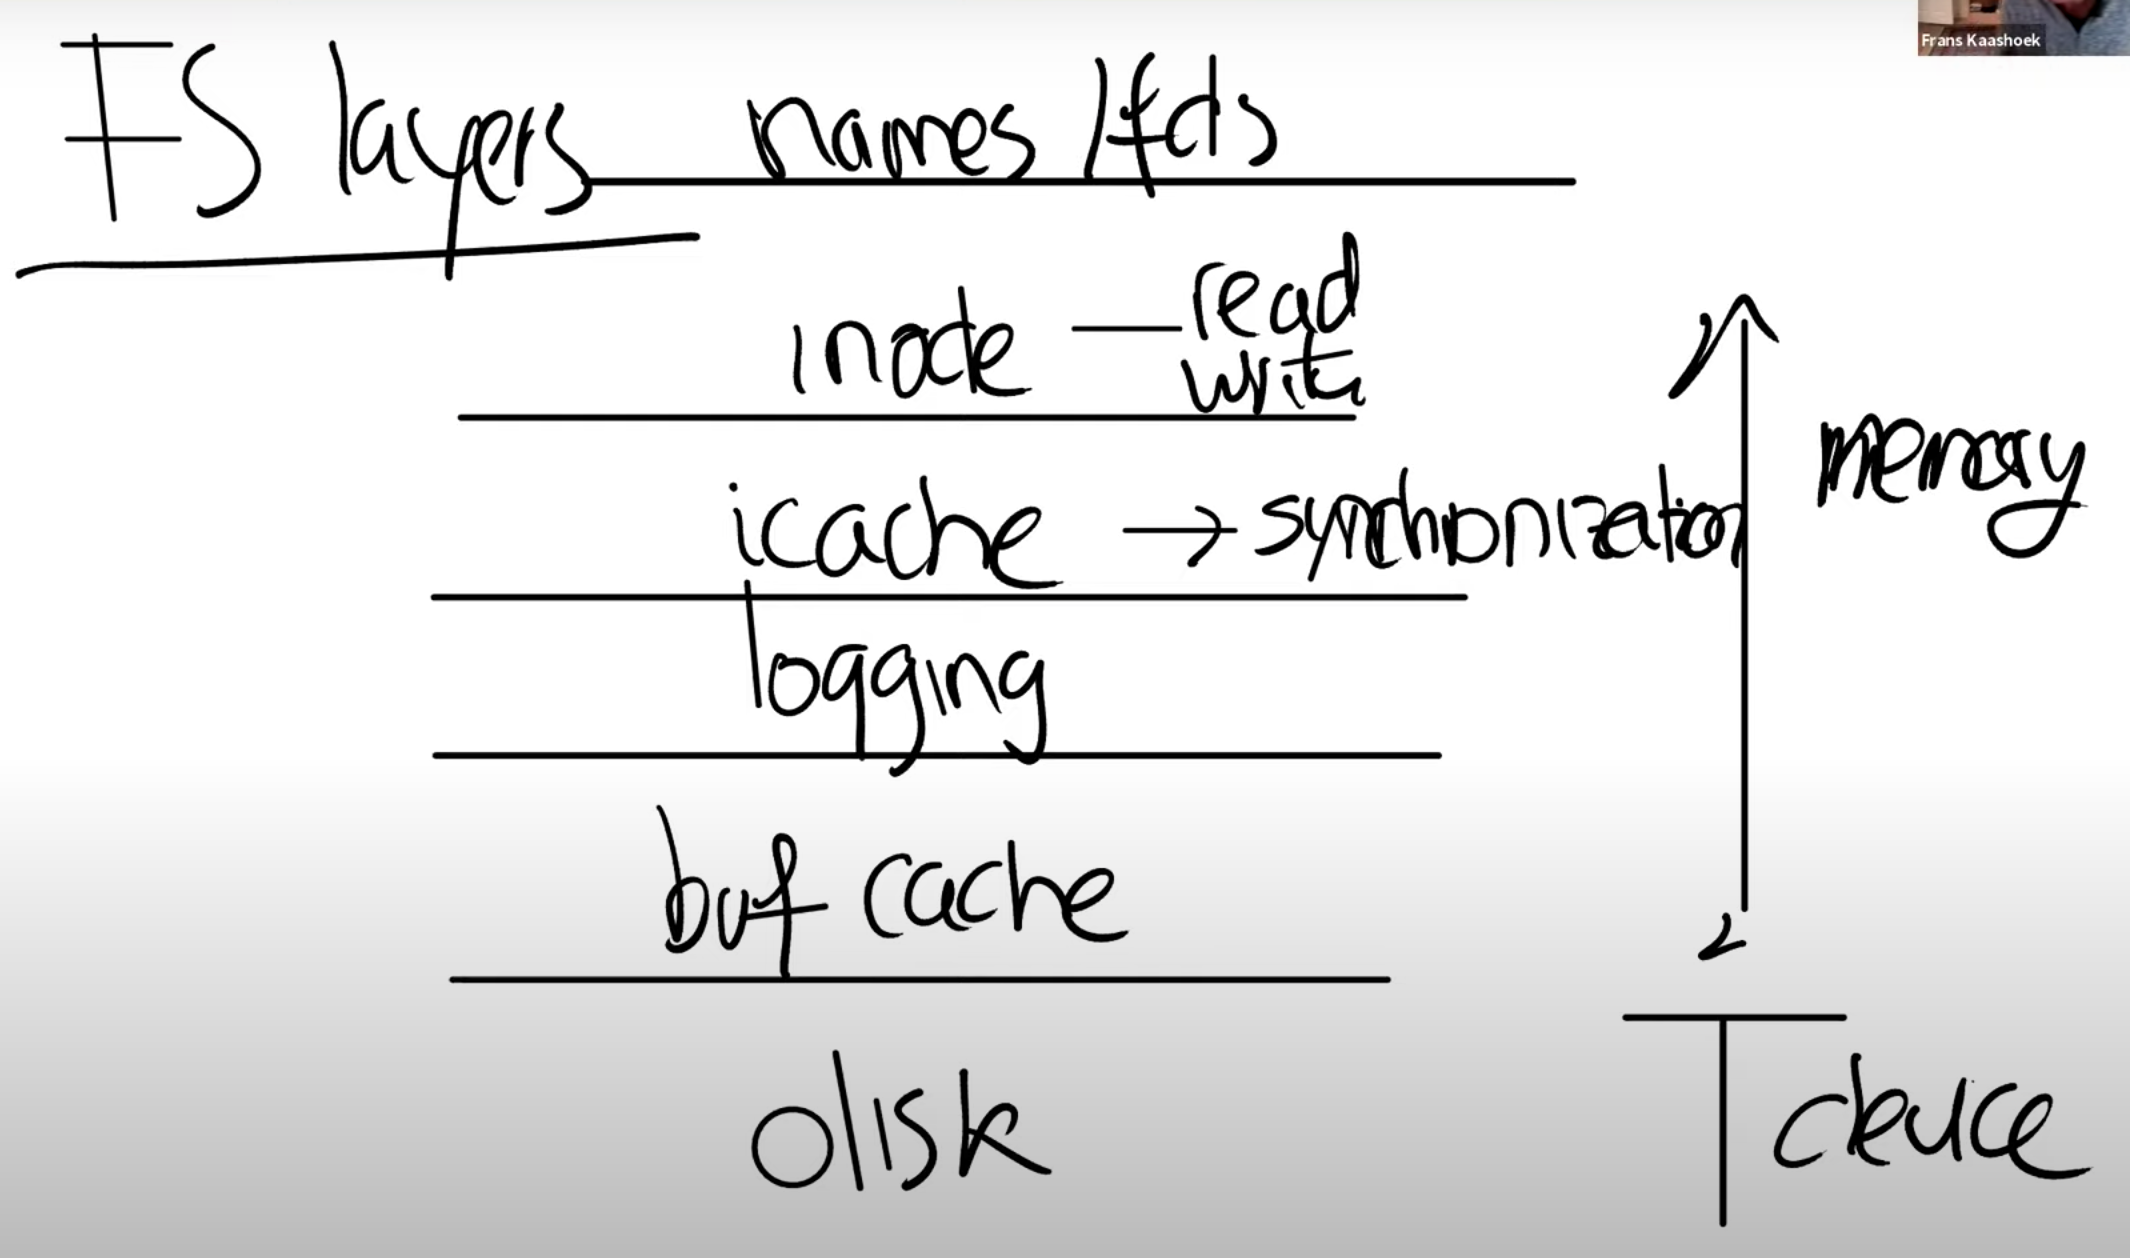 Frans Kaashoek
FS layers names / fds
inode — read
write
icache → synchronization
memory
logging
buf cache
disk
device